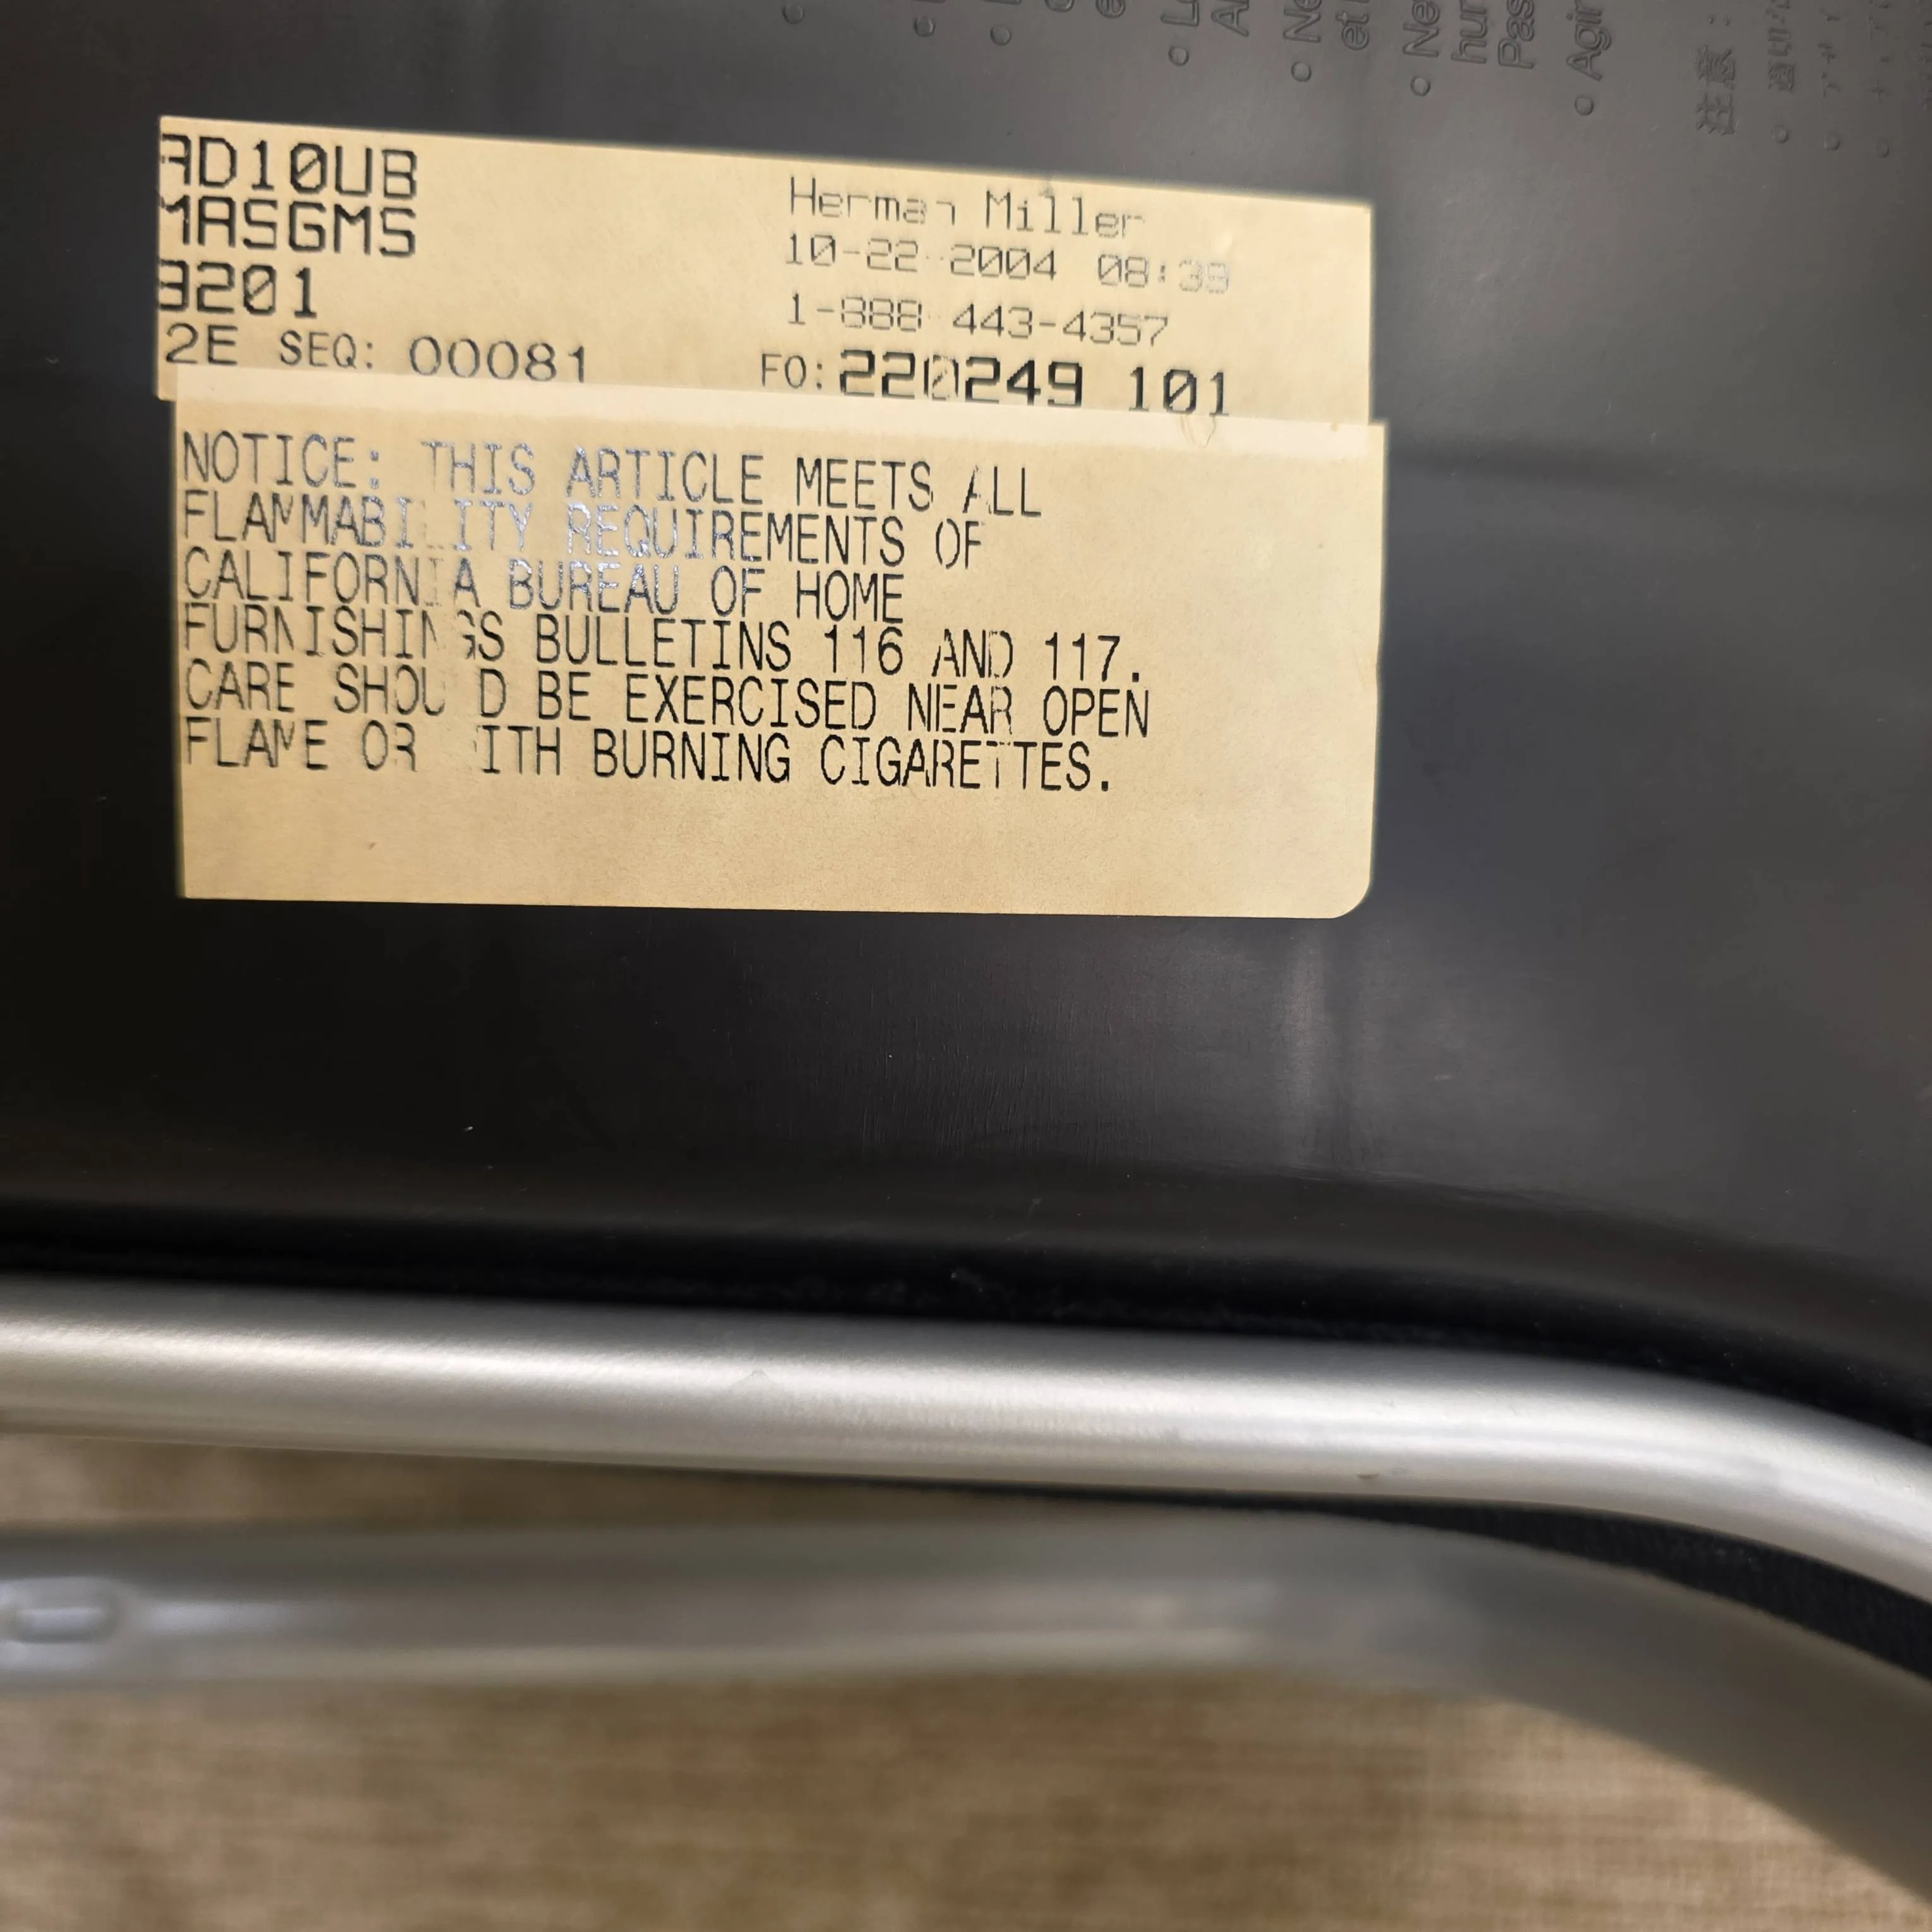 AD10UB
MASGMS
3201
2E SEQ: 00081
Herman Miller
10-22-2004 08:39
1-888 443-4357
FO: 220249 101
NOTICE: THIS ARTICLE MEETS ALL
FLAMMABILITY REQUIREMENTS OF
CALIFORNIA BUREAU OF HOME
FURNISHINGS BULLETINS 116 AND 117.
CARE SHOULD BE EXERCISED NEAR OPEN
FLAME OR WITH BURNING CIGARETTES.
注意：